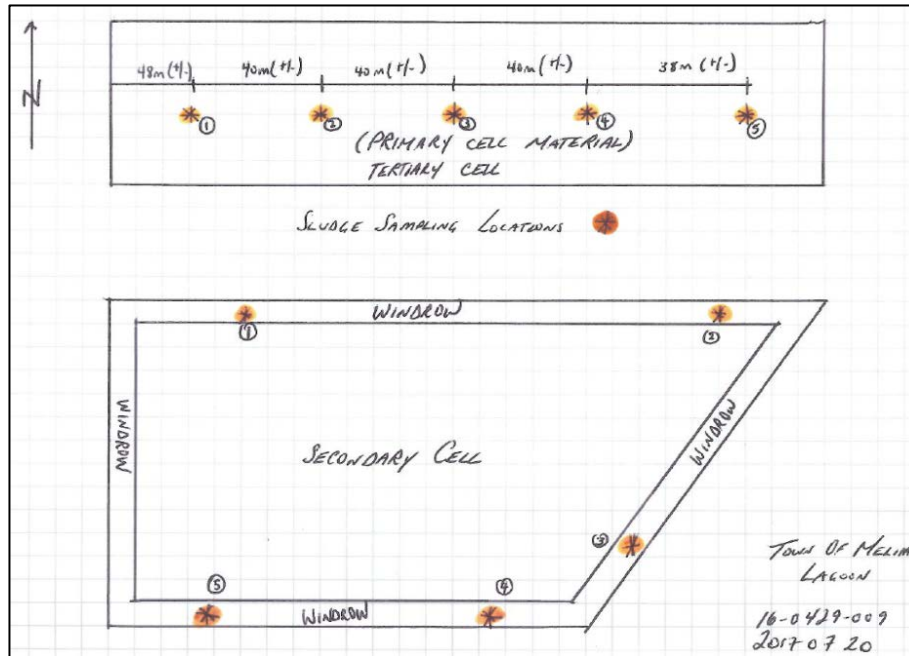 N
48m (+/-) 40m (+/-) 40m (+/-) 40m (+/-) 38m (+/-)
① ② ③ ④ ⑤
(PRIMARY CELL MATERIAL)
TERTIARY CELL
SLUDGE SAMPLING LOCATIONS
WINDROW
① ②
WINDROW
SECONDARY CELL
WINDROW
③
⑤ ④
WINDROW
TOWN OF
LAGOON
16-0429-009
2017 07 20